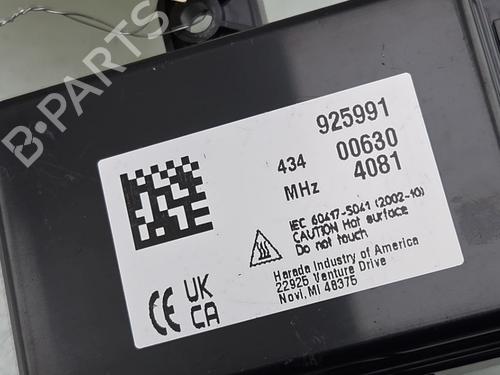 B-PARTS
925991
434 00630
MHz 4081
IEC 60417-5041 (2002-10)
CAUTION Hot surface
Do not touch
Harada Industry of America
22925 Venture Drive
Novi, MI 48375
CE UK
CA